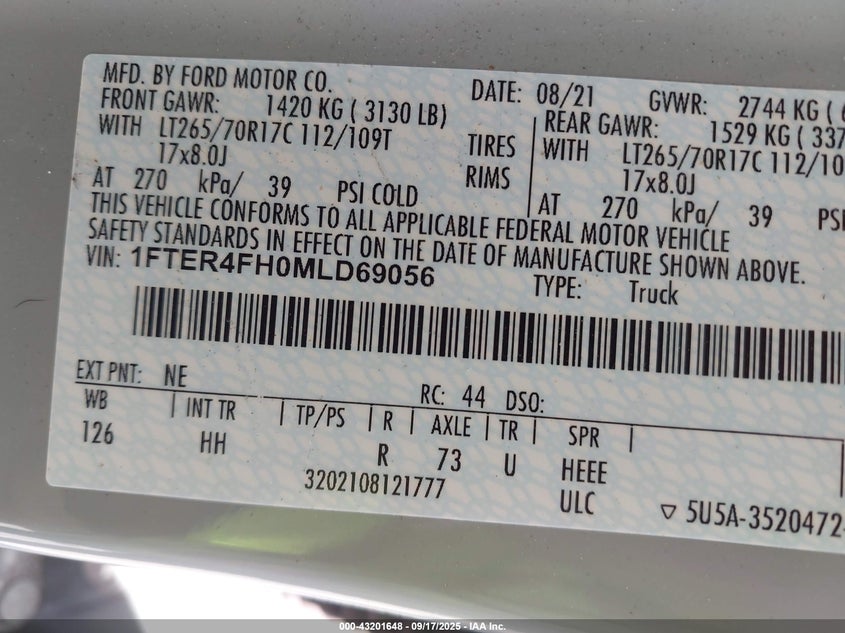 MFD. BY FORD MOTOR CO. DATE: 08/21 GVWR: 2744 KG (
FRONT GAWR: 1420 KG ( 3130 LB) REAR GAWR: 1529 KG ( 337
WITH LT265/70R17C 112/109T TIRES WITH LT265/70R17C 112/10
17x8.0J RIMS 17x8.0J
AT 270 kPa/ 39 PSI COLD AT 270 kPa/ 39 PSI
THIS VEHICLE CONFORMS TO ALL APPLICABLE FEDERAL MOTOR VEHICLE
SAFETY STANDARDS IN EFFECT ON THE DATE OF MANUFACTURE SHOWN ABOVE.
VIN: 1FTER4FH0MLD69056 TYPE: Truck
EXT PNT: NE RC: 44 DSO:
WB | INT TR | TP/PS | R | AXLE | TR | SPR |
126 HH R 73 U HEEE
3202108121777 ULC ▽ 5U5A-3520472-
000-43201648 - 09/17/2025 - IAA Inc.